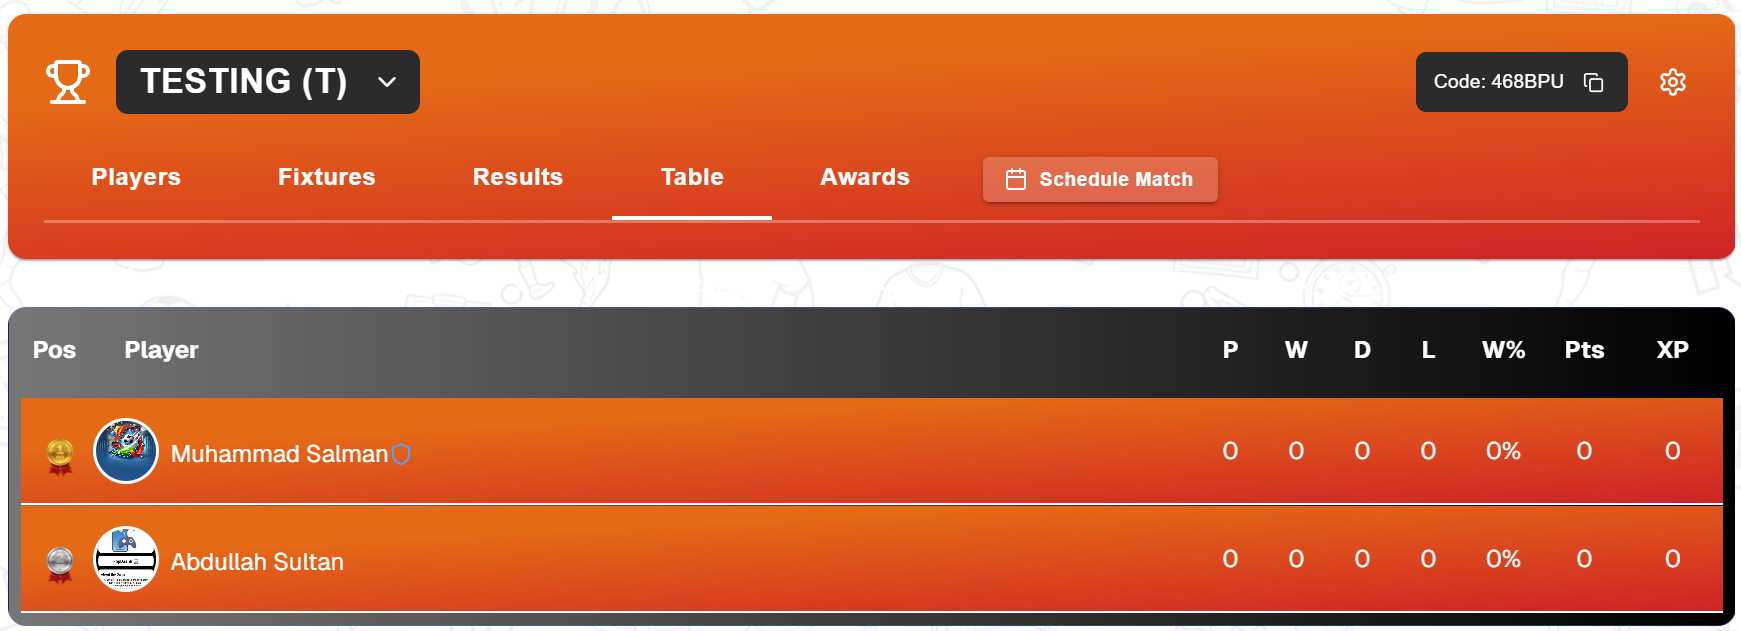 TESTING (T)
Code: 468BPU
Players Fixtures Results Table Awards Schedule Match
Pos Player P W D L W% Pts XP
1 Muhammad Salman 0 0 0 0 0% 0 0
2 Abdullah Sultan 0 0 0 0 0% 0 0